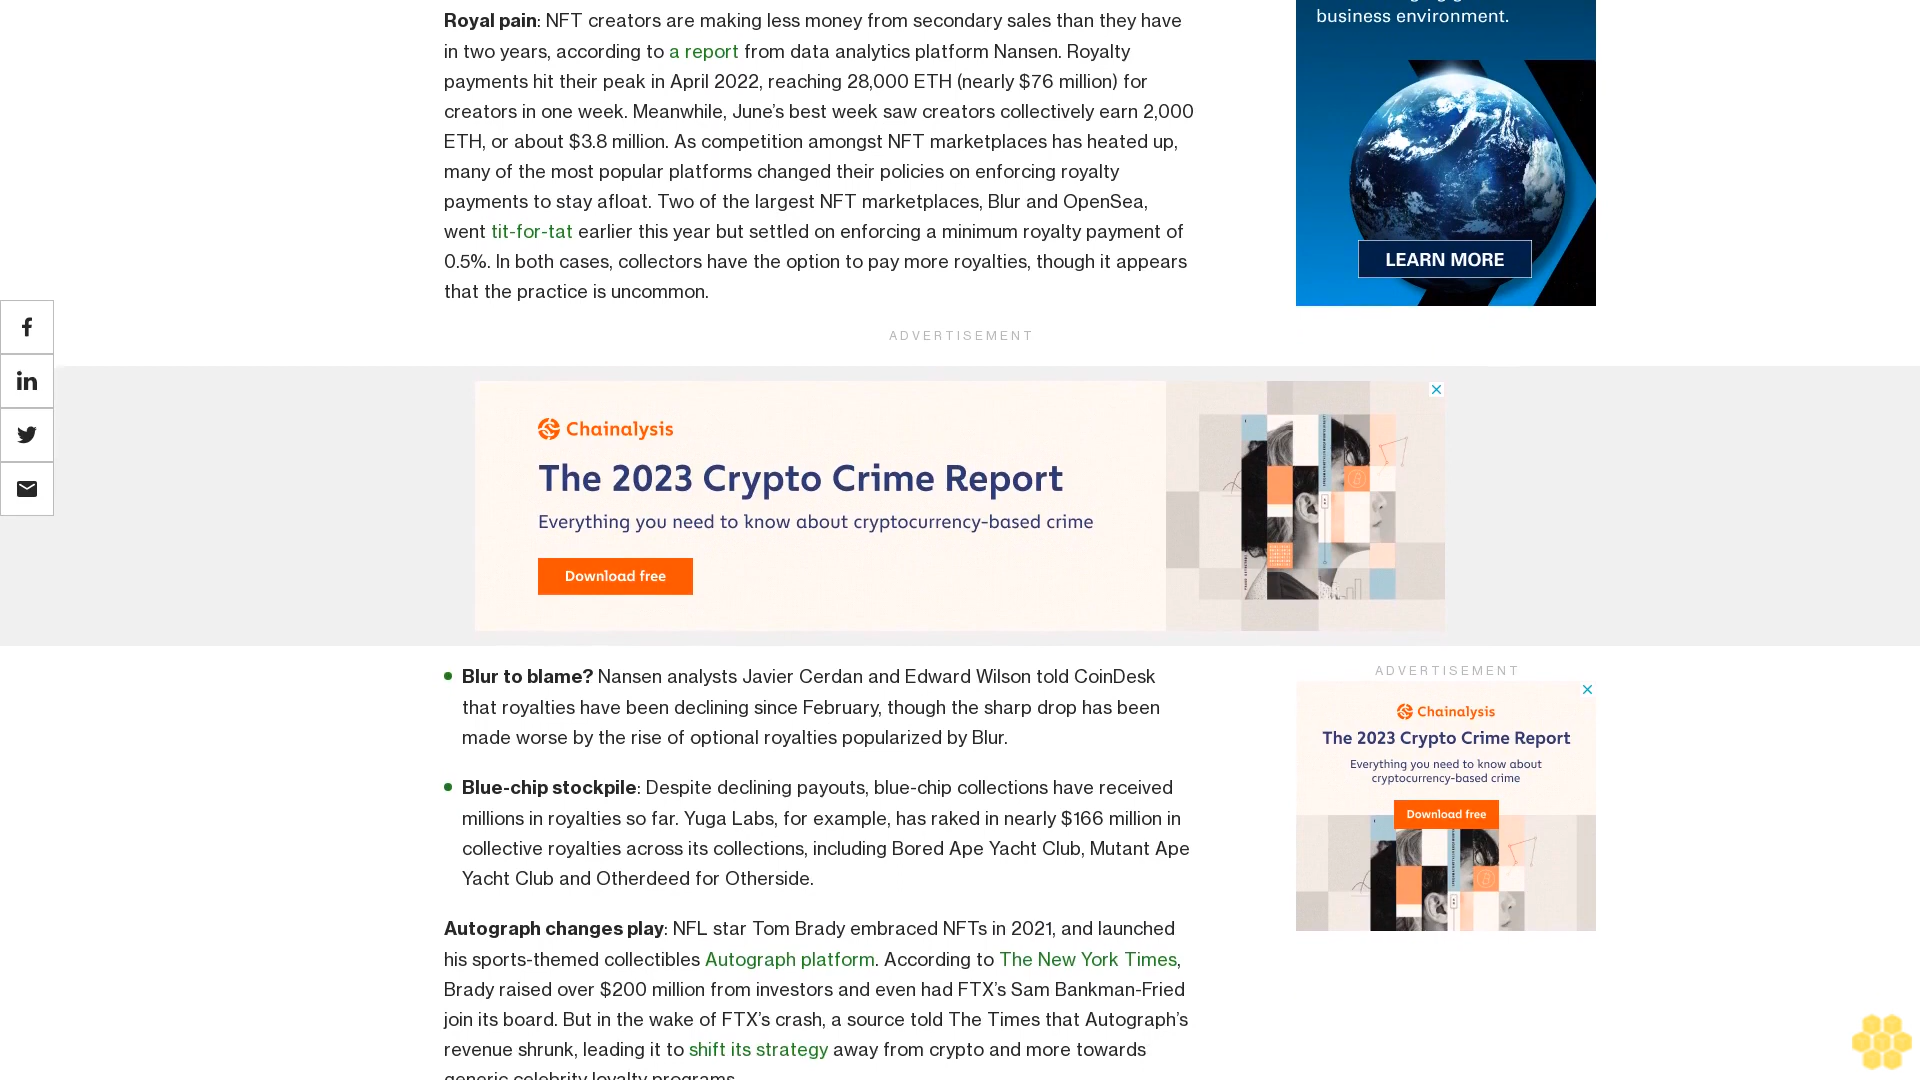 business environment.
Royal pain: NFT creators are making less money from secondary sales than they have
in two years, according to a report from data analytics platform Nansen. Royalty
payments hit their peak in April 2022, reaching 28,000 ETH (nearly $76 million) for
creators in one week. Meanwhile, June’s best week saw creators collectively earn 2,000
ETH, or about $3.8 million. As competition amongst NFT marketplaces has heated up,
many of the most popular platforms changed their policies on enforcing royalty
payments to stay afloat. Two of the largest NFT marketplaces, Blur and OpenSea,
went tit-for-tat earlier this year but settled on enforcing a minimum royalty payment of
0.5%. In both cases, collectors have the option to pay more royalties, though it appears
that the practice is uncommon.
LEARN MORE
ADVERTISEMENT
Chainalysis
The 2023 Crypto Crime Report
Everything you need to know about cryptocurrency-based crime
Download free
Blur to blame? Nansen analysts Javier Cerdan and Edward Wilson told CoinDesk
that royalties have been declining since February, though the sharp drop has been
made worse by the rise of optional royalties popularized by Blur.
Blue-chip stockpile: Despite declining payouts, blue-chip collections have received
millions in royalties so far. Yuga Labs, for example, has raked in nearly $166 million in
collective royalties across its collections, including Bored Ape Yacht Club, Mutant Ape
Yacht Club and Otherdeed for Otherside.
Autograph changes play: NFL star Tom Brady embraced NFTs in 2021, and launched
his sports-themed collectibles Autograph platform. According to The New York Times,
Brady raised over $200 million from investors and even had FTX’s Sam Bankman-Fried
join its board. But in the wake of FTX’s crash, a source told The Times that Autograph’s
revenue shrunk, leading it to shift its strategy away from crypto and more towards
generic celebrity loyalty programs.
ADVERTISEMENT
Chainalysis
The 2023 Crypto Crime Report
Everything you need to know about
cryptocurrency-based crime
Download free